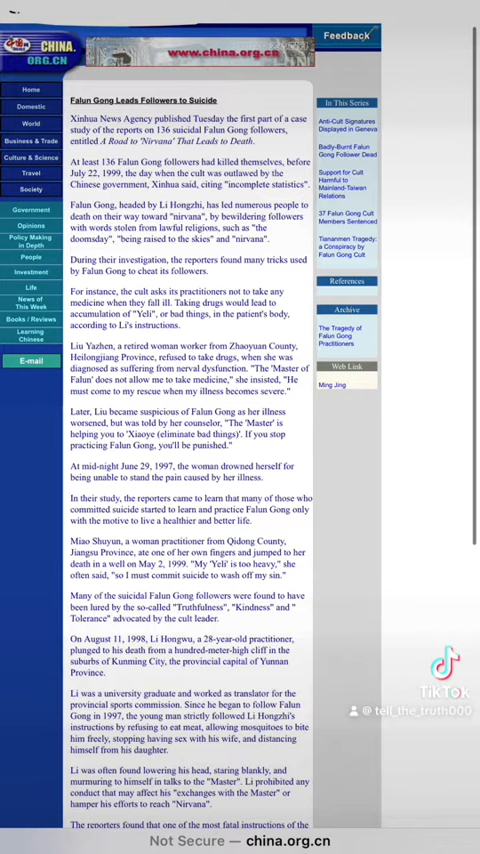 中国网
CHINA.
ORG.CN
www.china.org.cn
Feedback
Home
Domestic
World
Business & Trade
Culture & Science
Travel
Society
Government
Opinions
Policy Making
in Depth
People
Investment
Life
News of
This Week
Books / Reviews
Learning
Chinese
E-mail
Falun Gong Leads Followers to Suicide
Xinhua News Agency published Tuesday the first part of a case
study of the reports on 136 suicidal Falun Gong followers,
entitled A Road to 'Nirvana' That Leads to Death.
At least 136 Falun Gong followers had killed themselves, before
July 22, 1999, the day when the cult was outlawed by the
Chinese government, Xinhua said, citing "incomplete statistics".
Falun Gong, headed by Li Hongzhi, has led numerous people to
death on their way toward "nirvana", by bewildering followers
with words stolen from lawful religions, such as "the
doomsday", "being raised to the skies" and "nirvana".
During their investigation, the reporters found many tricks used
by Falun Gong to cheat its followers.
For instance, the cult asks its practitioners not to take any
medicine when they fall ill. Taking drugs would lead to
accumulation of "Yeli", or bad things, in the patient's body,
according to Li's instructions.
Liu Yazhen, a retired woman worker from Zhaoyuan County,
Heilongjiang Province, refused to take drugs, when she was
diagnosed as suffering from nerval dysfunction. "The 'Master of
Falun' does not allow me to take medicine," she insisted, "He
must come to my rescue when my illness becomes severe."
Later, Liu became suspicious of Falun Gong as her illness
worsened, but was told by her counselor, "The 'Master' is
helping you to 'Xiaoye (eliminate bad things)'. If you stop
practicing Falun Gong, you'll be punished."
At mid-night June 29, 1997, the woman drowned herself for
being unable to stand the pain caused by her illness.
In their study, the reporters came to learn that many of those who
committed suicide started to learn and practice Falun Gong only
with the motive to live a healthier and better life.
Miao Shuyun, a woman practitioner from Qidong County,
Jiangsu Province, ate one of her own fingers and jumped to her
death in a well on May 2, 1999. "My 'Yeli' is too heavy," she
often said, "so I must commit suicide to wash off my sin."
Many of the suicidal Gong Gong followers were found to have
been lured by the so-called "Truthfulness", "Kindness" and "
Tolerance" advocated by the cult leader.
On August 11, 1998, Li Hongwu, a 28-year-old practitioner,
plunged to his death from a hundred-meter-high cliff in the
suburbs of Kunming City, the provincial capital of Yunnan
Province.
Li was a university graduate and worked as translator for the
provincial sports commission. Since he began to follow Falun
Gong in 1997, the young man strictly followed Li Hongzhi's
instructions by refusing to eat meat, allowing mosquitoes to bite
him freely, stopping having sex with his wife, and distancing
himself from his daughter.
Li was often found lowering his head, staring blankly, and
murmuring to himself in talks to the "Master". Li prohibited any
conduct that may affect his "exchanges with the Master" or
hamper his efforts to reach "Nirvana".
The reporters found that one of the most fatal instructions of the
In This Series
Anti-Cult Signatures
Displayed in Geneva
Badly-Burnt Falun
Gong Follower Dead
Support for Cult
Harmful to
Mainland-Taiwan
Relations
37 Falun Gong Cult
Members Sentenced
Tiananmen Tragedy:
a Conspiracy by
Falun Gong Cult
References
Archive
The Tragedy of
Falun Gong
Practitioners
Web Link
Ming Jing
TikTok
@ tell_the_truth000
Not Secure — china.org.cn